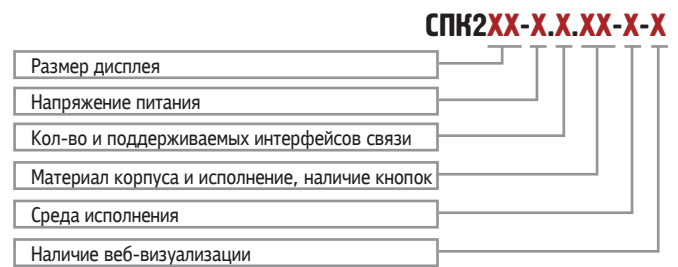 СПК2XX-X.X.XX-X-X
Размер дисплея
Напряжение питания
Кол-во и поддерживаемых интерфейсов связи
Материал корпуса и исполнение, наличие кнопок
Среда исполнения
Наличие веб-визуализации